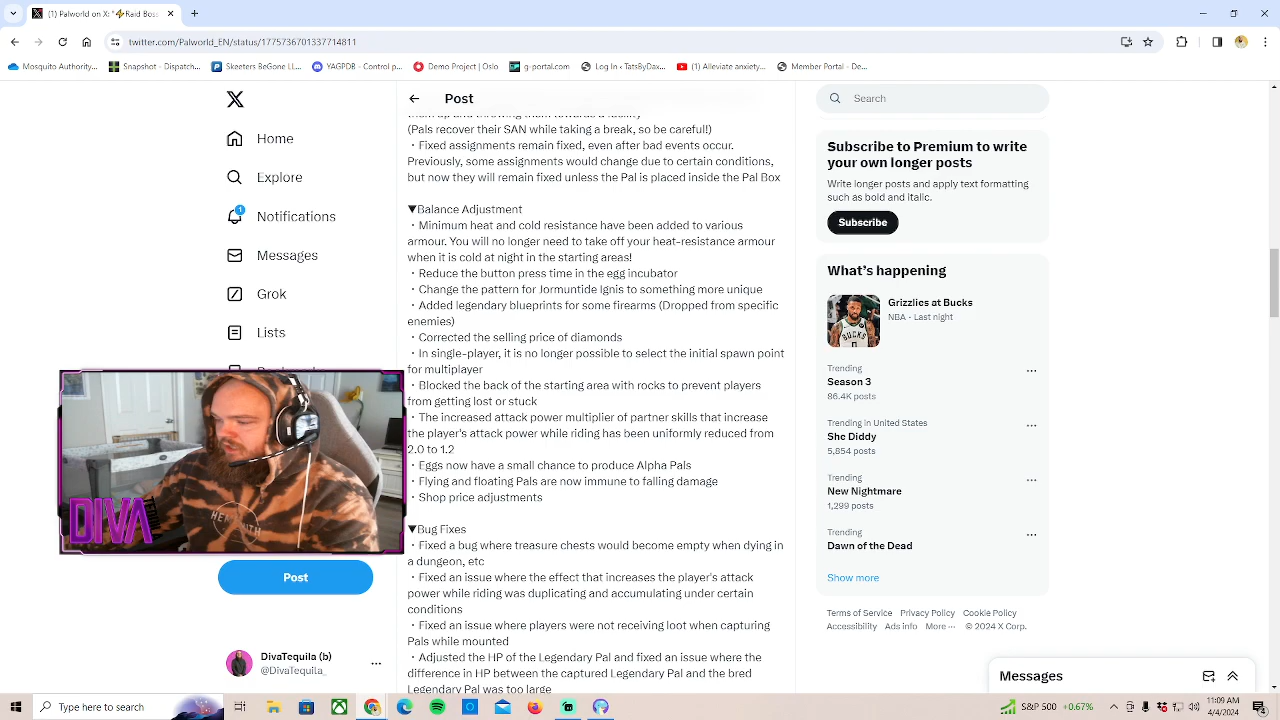 (1) Palworld on X: "⚡Raid Boss
twitter.com/Palworld_EN/status/1775736701337714811
Mosquito Authority...
Snapshot - Dispatch...
Skeeters BeGone LL...
YAGPDB - Control p...
Demo Project | Osio
g-portal.com
Log In ‹ TatsByDax...
(1) Alleviate anxiety...
Member Portal - De...
Post
Search
(Pals recover their SAN while taking a break, so be careful!)
・Fixed assignments remain fixed, even after bad events occur.
Previously, some assignments would change due to certain conditions,
but now they will remain fixed unless the Pal is placed inside the Pal Box
▼Balance Adjustment
・Minimum heat and cold resistance have been added to various
armour. You will no longer need to take off your heat-resistance armour
when it is cold at night in the starting areas!
・Reduce the button press time in the egg incubator
・Change the pattern for Jormuntide Ignis to something more unique
・Added legendary blueprints for some firearms (Dropped from specific
enemies)
・Corrected the selling price of diamonds
・In single-player, it is no longer possible to select the initial spawn point
for multiplayer
・Blocked the back of the starting area with rocks to prevent players
from getting lost or stuck
・The increased attack power multiplier of partner skills that increase
the player's attack power while riding has been uniformly reduced from
2.0 to 1.2
・Eggs now have a small chance to produce Alpha Pals
・Flying and floating Pals are now immune to falling damage
・Shop price adjustments
▼Bug Fixes
・Fixed a bug where treasure chests would become empty when dying in
a dungeon, etc
・Fixed an issue where the effect that increases the player's attack
power while riding was duplicating and accumulating under certain
conditions
・Fixed an issue where players were not receiving loot when capturing
Pals while mounted
・Adjusted the HP of the Legendary Pal and fixed an issue where the
difference in HP between the captured Legendary Pal and the bred
Legendary Pal was too large
Home
Explore
1
Notifications
Messages
Grok
Lists
DIVA
Post
DivaTequila (b)
@DivaTequila_
Subscribe to Premium to write
your own longer posts
Write longer posts and apply text formatting
such as bold and italic.
Subscribe
What's happening
Grizzlies at Bucks
NBA · Last night
Trending
Season 3
86.4K posts
Trending in United States
She Diddy
5,854 posts
Trending
New Nightmare
1,299 posts
Trending
Dawn of the Dead
Show more
Terms of Service Privacy Policy Cookie Policy
Accessibility Ads info More ··· © 2024 X Corp.
Messages
Type here to search
S&P 500 +0.67%
11:09 AM
4/4/2024